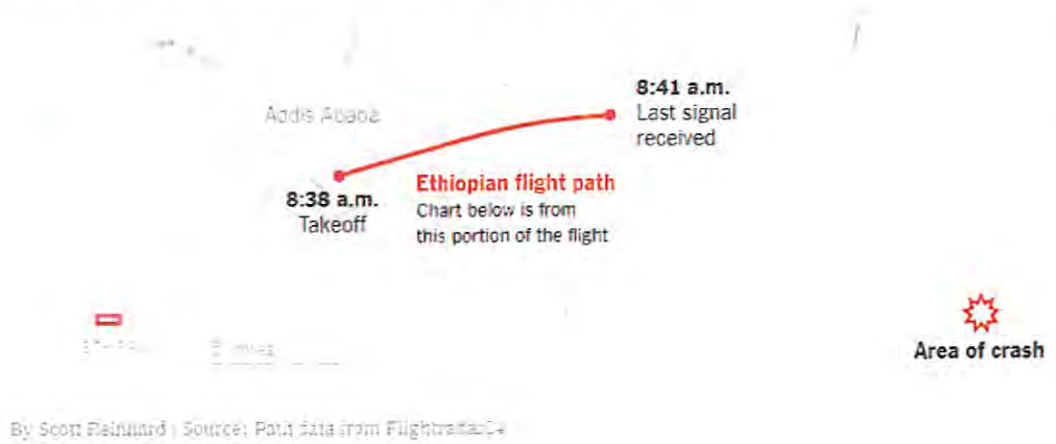 8:41 a.m.
Last signal
received
Addis Ababa
8:38 a.m.
Takeoff
Ethiopian flight path
Chart below is from
this portion of the flight
Area of crash
By Scott Reinhard | Source: Path data from Flightradar24